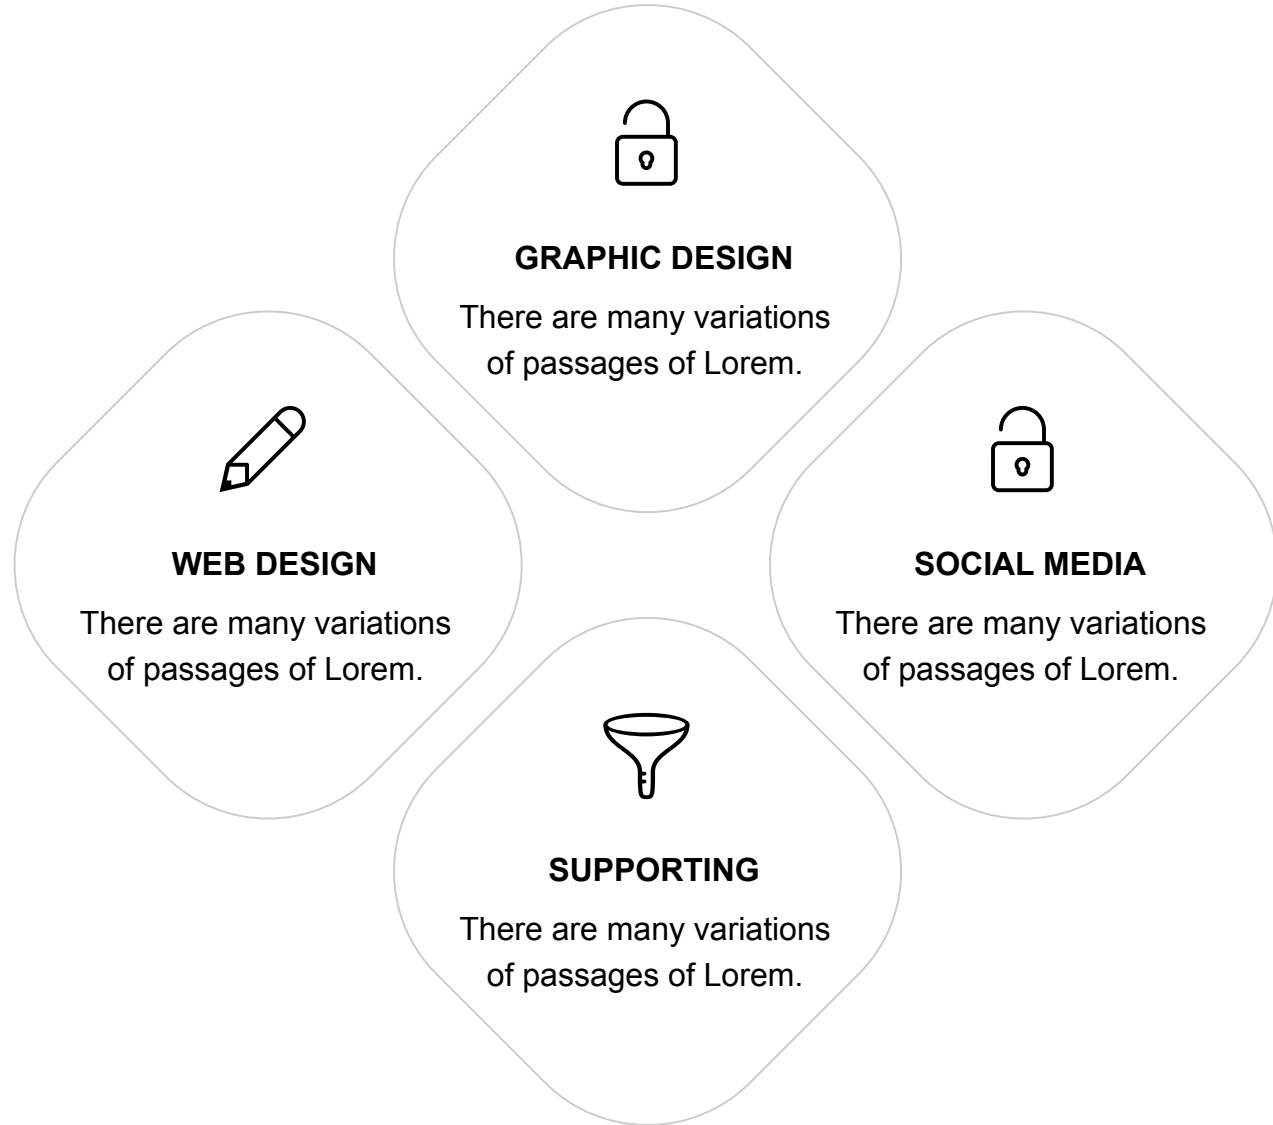 GRAPHIC DESIGN
There are many variations
of passages of Lorem.
WEB DESIGN
There are many variations
of passages of Lorem.
SOCIAL MEDIA
There are many variations
of passages of Lorem.
SUPPORTING
There are many variations
of passages of Lorem.